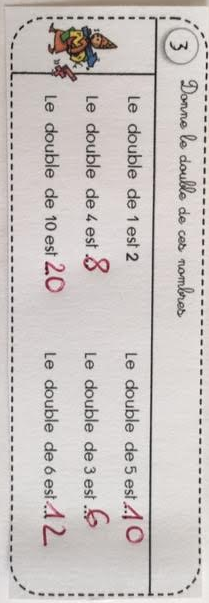 3
Donne le double de ces nombres
Le double de 1 est 2 Le double de 5 est ...10
Le double de 4 est ..8 Le double de 3 est ...6
Le double de 10 est ..20 Le double de 6 est ...12